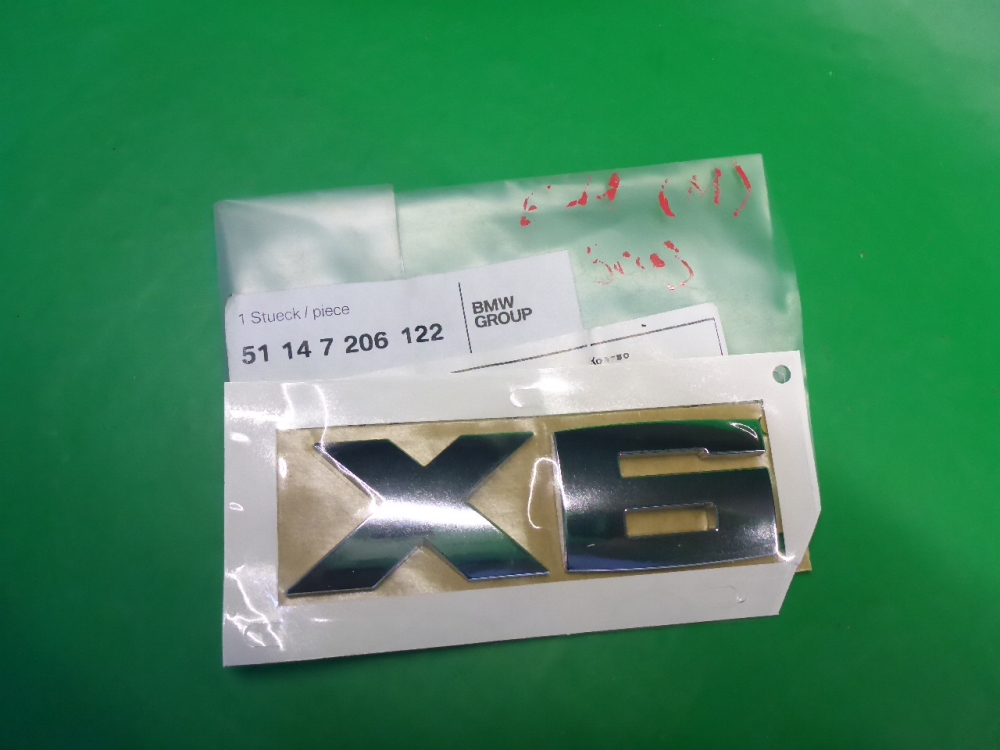 1 Stueck / piece
51 14 7 206 122
BMW
GROUP
X6